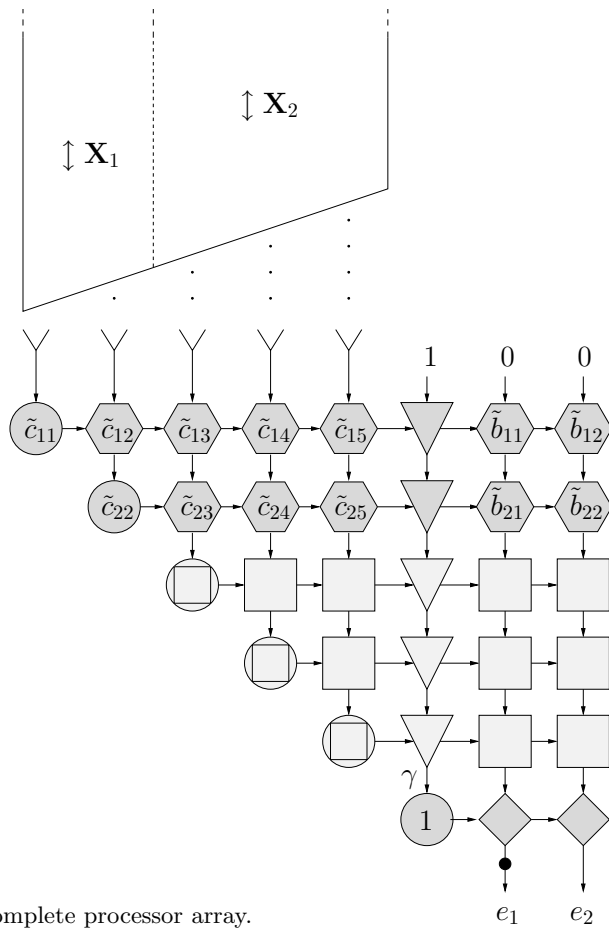 ↕ X₂
↕ X₁
1 0 0
c̃₁₁ c̃₁₂ c̃₁₃ c̃₁₄ c̃₁₅ b̃₁₁ b̃₁₂
c̃₂₂ c̃₂₃ c̃₂₄ c̃₂₅ b̃₂₁ b̃₂₂
γ
1
e₁ e₂
omplete processor array.